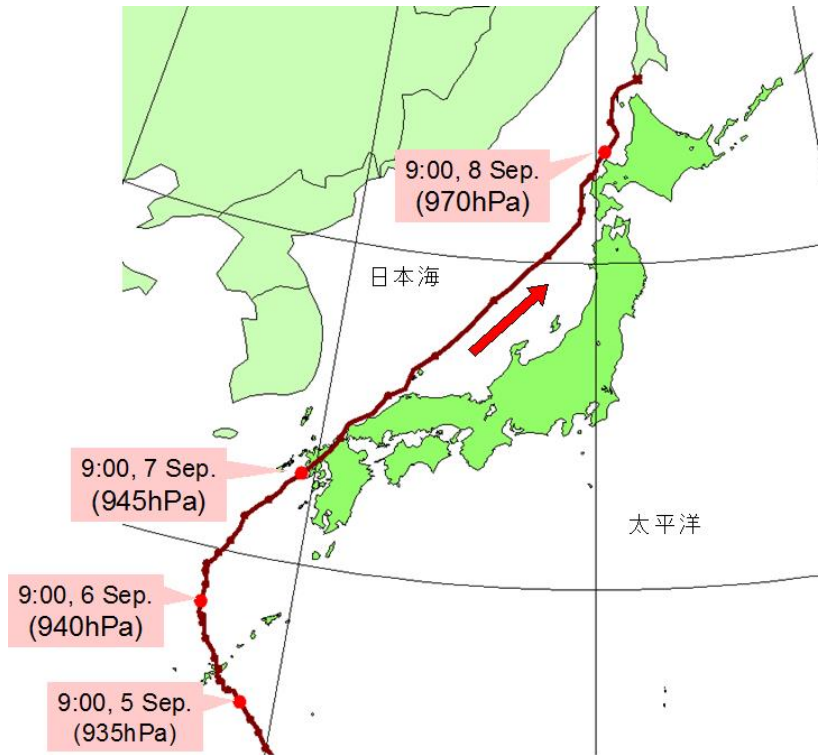 9:00, 8 Sep.
(970hPa)
日本海
9:00, 7 Sep.
(945hPa)
太平洋
9:00, 6 Sep.
(940hPa)
9:00, 5 Sep.
(935hPa)